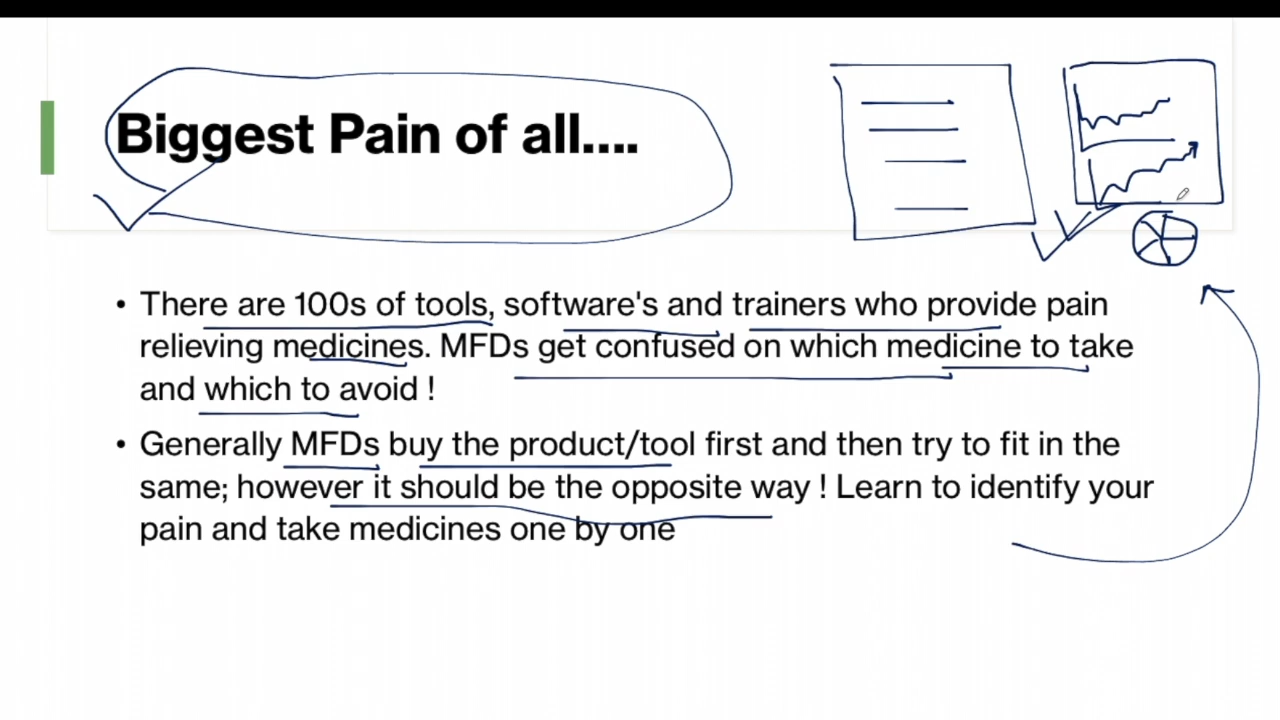 Biggest Pain of all....
• There are 100s of tools, software's and trainers who provide pain
relieving medicines. MFDs get confused on which medicine to take
and which to avoid !
• Generally MFDs buy the product/tool first and then try to fit in the
same; however it should be the opposite way ! Learn to identify your
pain and take medicines one by one